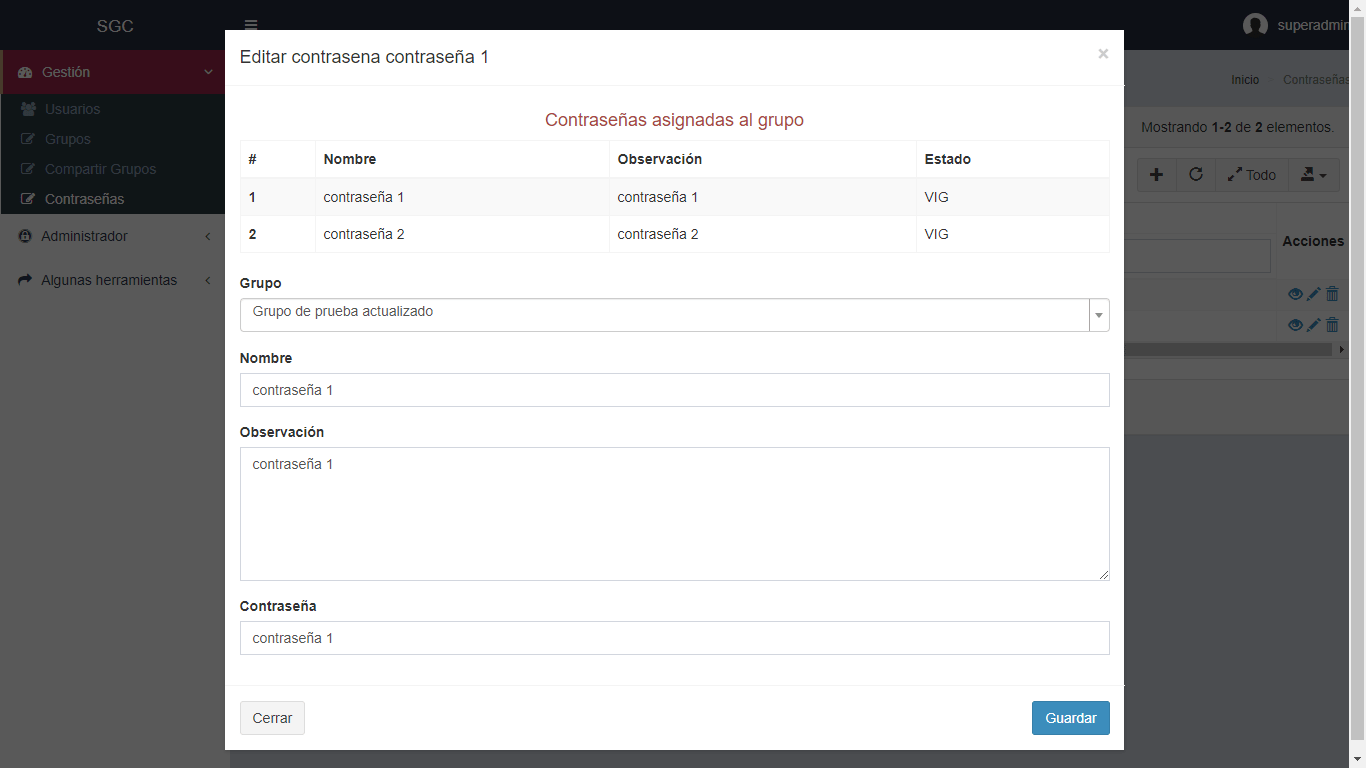 SGC
superadmin
Gestión
Usuarios
Grupos
Compartir Grupos
Contraseñas
Administrador
Algunas herramientas
Inicio
Contraseñas
Mostrando 1-2 de 2 elementos.
Todo
Acciones
Editar contrasena contraseña 1
×
Contraseñas asignadas al grupo
# Nombre Observación Estado
1 contraseña 1 contraseña 1 VIG
2 contraseña 2 contraseña 2 VIG
Grupo
Grupo de prueba actualizado
Nombre
contraseña 1
Observación
contraseña 1
Contraseña
contraseña 1
Cerrar
Guardar